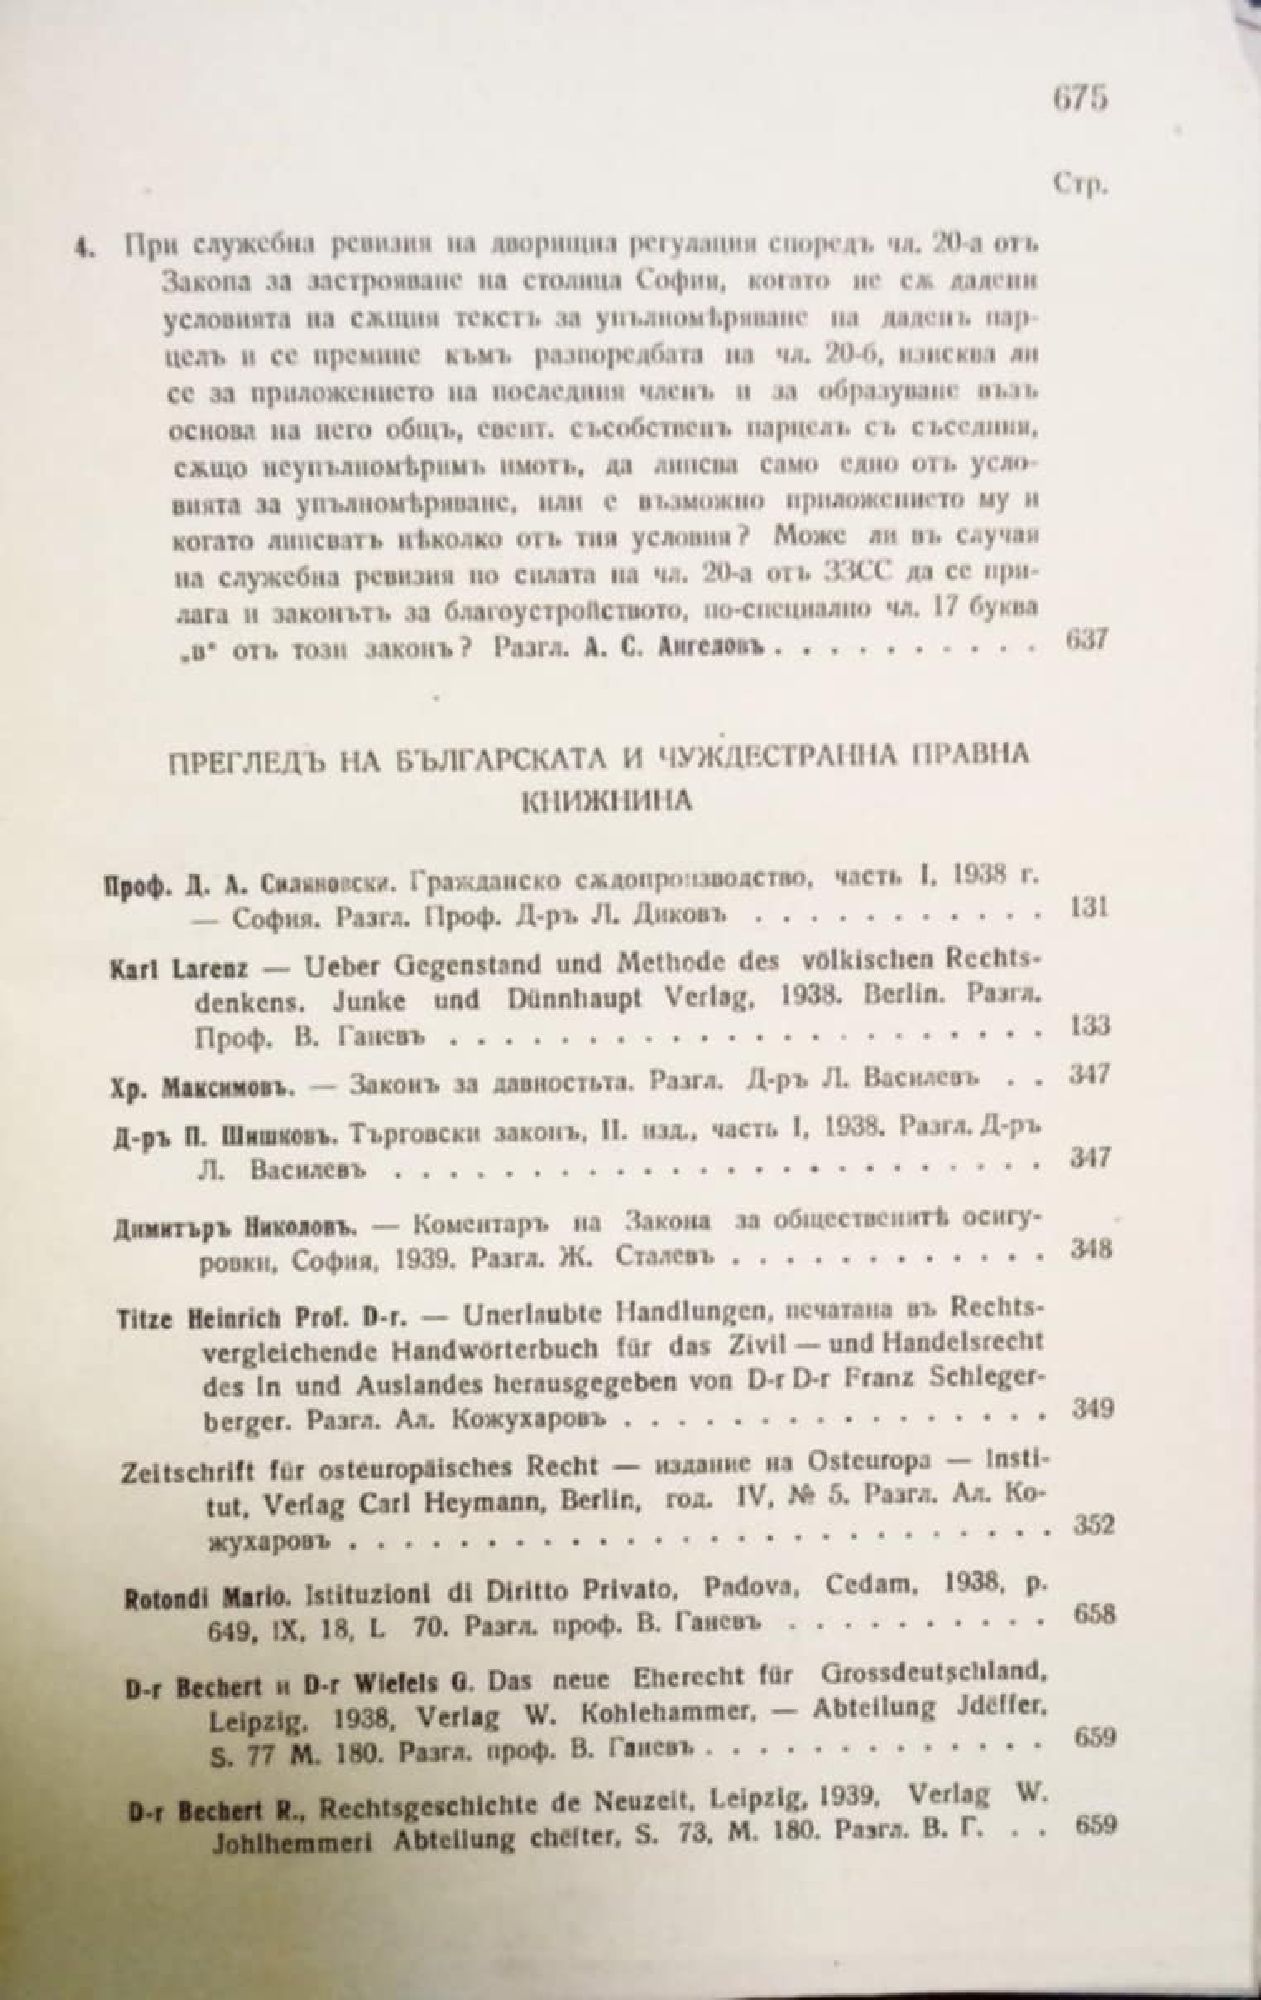 675
Стр.
4. При служебна ревизия на дворищна регулация споредъ чл. 20-а отъ
Закона за застрояване на столица София, когато не сѫ дадени
условията на сѫщия текстъ за упълномѣряване на даденъ пар-
целъ и се премине къмъ разпоредбата на чл. 20-б, изисква ли
се за приложението на последния членъ и за образуване възъ
основа на него общъ, евент. съсобственъ парцелъ съ съседния,
сѫщо неупълномѣримъ имотъ, да липсва само едно отъ усло-
вията за упълномѣряване, или е възможно приложението му и
когато липсватъ нѣколко отъ тия условия? Може ли въ случая
на служебна ревизия по силата на чл. 20-а отъ ЗЗСС да се при-
лага и законътъ за благоустройството, по-специално чл. 17 буква
„в“ отъ този законъ? Разгл. А. С. Ангеловъ . . . . . . . . . . 637
ПРЕГЛЕДЪ НА БЪЛГАРСКАТА И ЧУЖДЕСТРАННА ПРАВНА
КНИЖНИНА
Проф. Д. А. Силяновски. Гражданско сѫдопроизводство, часть I, 1938 г.
— София. Разгл. Проф. Д-ръ Л. Диковъ . . . . . . . . . . . 131
Karl Larenz — Ueber Gegenstand und Methode des völkischen Rechts-
denkens. Junke und Dünnhaupt Verlag, 1938. Berlin. Разгл.
Проф. В. Ганевъ . . . . . . . . . . . . . . . . . . . . . . 133
Хр. Максимовъ. — Законъ за давностьта. Разгл. Д-ръ Л. Василевъ . . 347
Д-ръ П. Шишковъ. Търговски законъ, II. изд., часть I, 1938. Разгл. Д-ръ
Л. Василевъ . . . . . . . . . . . . . . . . . . . . . . . . 347
Димитъръ Николовъ. — Коментаръ на Закона за общественитѣ осигу-
ровки, София, 1939. Разгл. Ж. Сталевъ . . . . . . . . . . . . 348
Titze Heinrich Prof. D-r. — Unerlaubte Handlungen, печатана въ Rechts-
vergleichende Handwörterbuch für das Zivil — und Handelsrecht
des In und Auslandes herausgegeben von D-r D-r Franz Schleger-
berger. Разгл. Ал. Кожухаровъ . . . . . . . . . . . . . . . . 349
Zeitschrift für osteuropäisches Recht — издание на Osteuropa — Insti-
tut, Verlag Carl Heymann, Berlin, год. IV, № 5. Разгл. Ал. Ко-
жухаровъ . . . . . . . . . . . . . . . . . . . . . . . . . . 352
Rotondi Mario. Istituzioni di Diritto Privato, Padova, Cedam, 1938, p.
649, IX, 18, L 70. Разгл. проф. В. Ганевъ . . . . . . . . . . 658
D-r Bechert и D-r Wiefels G. Das neue Eherecht für Grossdeutschland,
Leipzig, 1938, Verlag W. Kohlehammer, — Abteilung Jdeffer,
S. 77 M. 180. Разгл. проф. В. Ганевъ . . . . . . . . . . . . . 659
D-r Bechert R., Rechtsgeschichte de Neuzeit, Leipzig, 1939, Verlag W.
Johlhemmeri Abteilung chefter, S. 73, M. 180. Разгл. В. Г. . . . 659